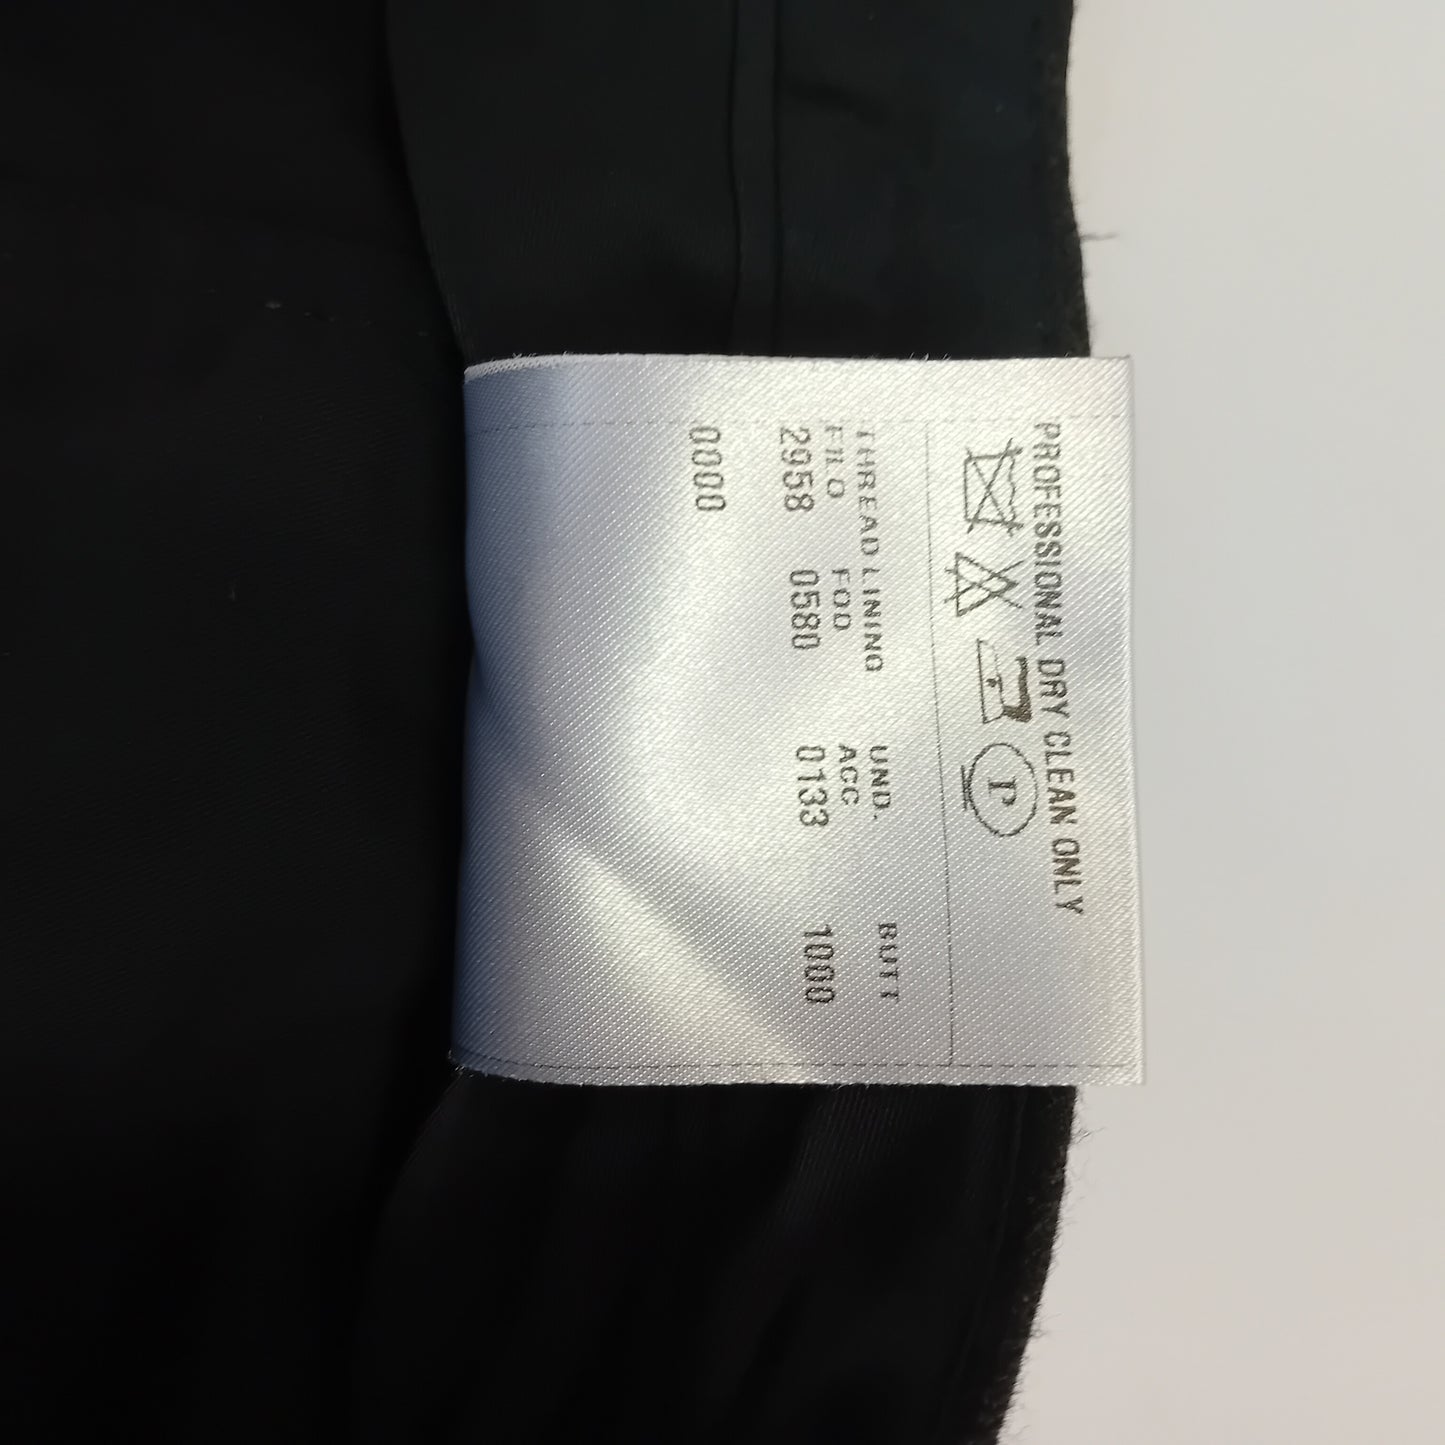 PROFESSIONAL DRY CLEAN ONLY
P
THREAD LINING UND. BUTT
FILO FOD ACC
2958 0580 0133 1000
0000